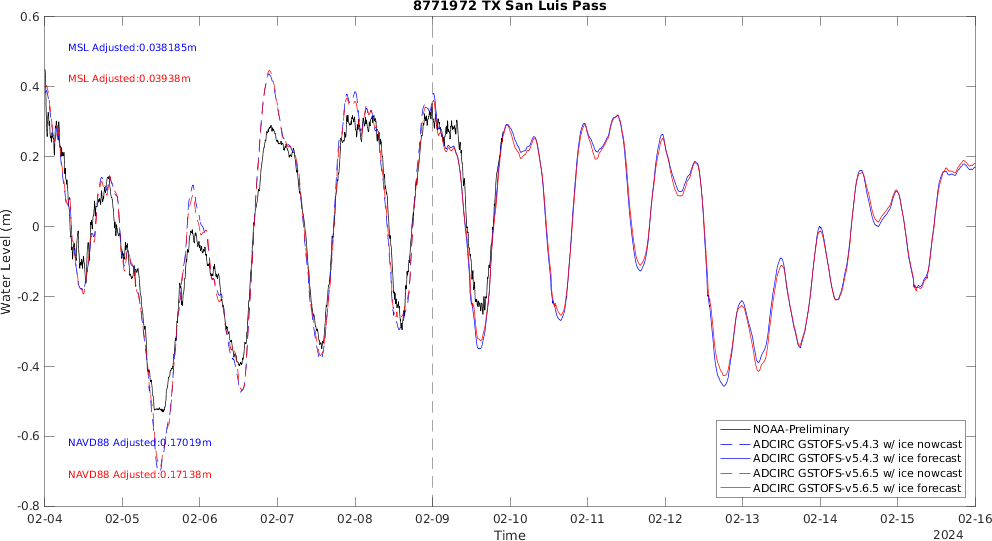 8771972 TX San Luis Pass
0.6
MSL Adjusted:0.038185m
MSL Adjusted:0.03938m
0.4
0.2
0
-0.2
-0.4
-0.6
-0.8
Water Level (m)
NAVD88 Adjusted:0.17019m
NAVD88 Adjusted:0.17138m
NOAA-Preliminary
ADCIRC GSTOFS-v5.4.3 w/ ice nowcast
ADCIRC GSTOFS-v5.4.3 w/ ice forecast
ADCIRC GSTOFS-v5.6.5 w/ ice nowcast
ADCIRC GSTOFS-v5.6.5 w/ ice forecast
02-04 02-05 02-06 02-07 02-08 02-09 02-10 02-11 02-12 02-13 02-14 02-15 02-16
Time
2024